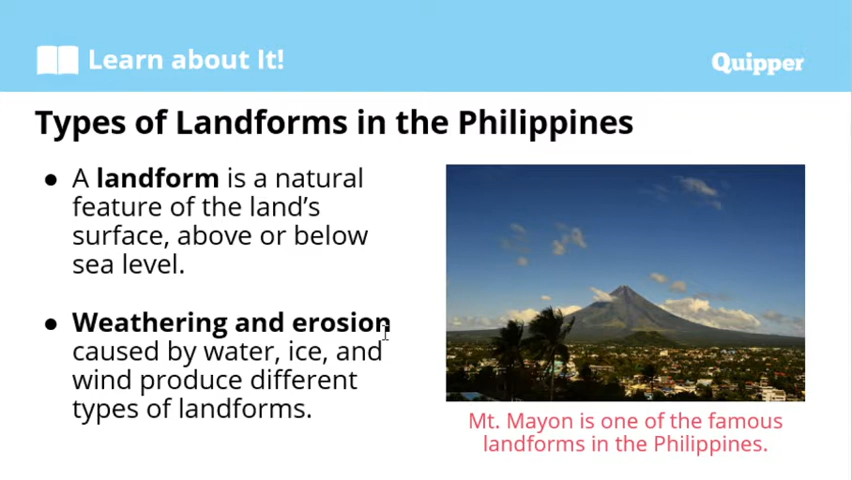 Learn about It!
Quipper
Types of Landforms in the Philippines
● A landform is a natural
feature of the land's
surface, above or below
sea level.
● Weathering and erosion
caused by water, ice, and
wind produce different
types of landforms.
Mt. Mayon is one of the famous
landforms in the Philippines.